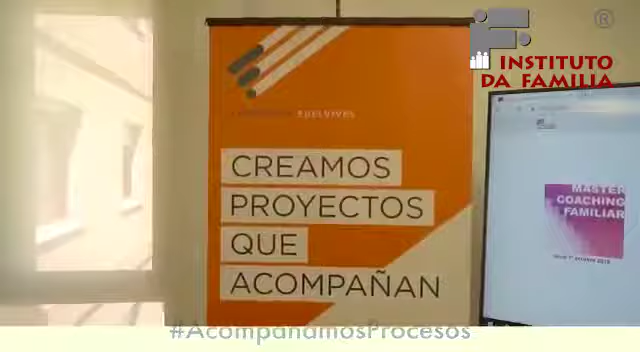 ®
INSTITUTO
DA FAMILIA
EDELVIVES
CREAMOS
PROYECTOS
QUE
ACOMPAÑAN
MASTER
COACHING
FAMILIAR
#AcompañamosProcesos